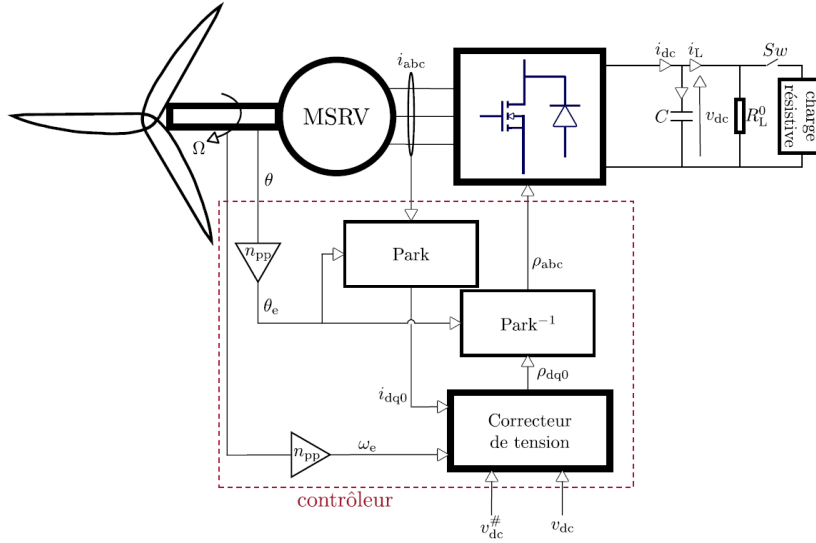 MSRV
i_abc
i_dc
i_L
Sw
C
v_dc
R_L^0
charge
résistive
Ω
θ
n_pp
Park
ρ_abc
θ_e
Park⁻¹
ρ_dq0
i_dq0
Correcteur
de tension
n_pp
ω_e
contrôleur
v_dc^#
v_dc